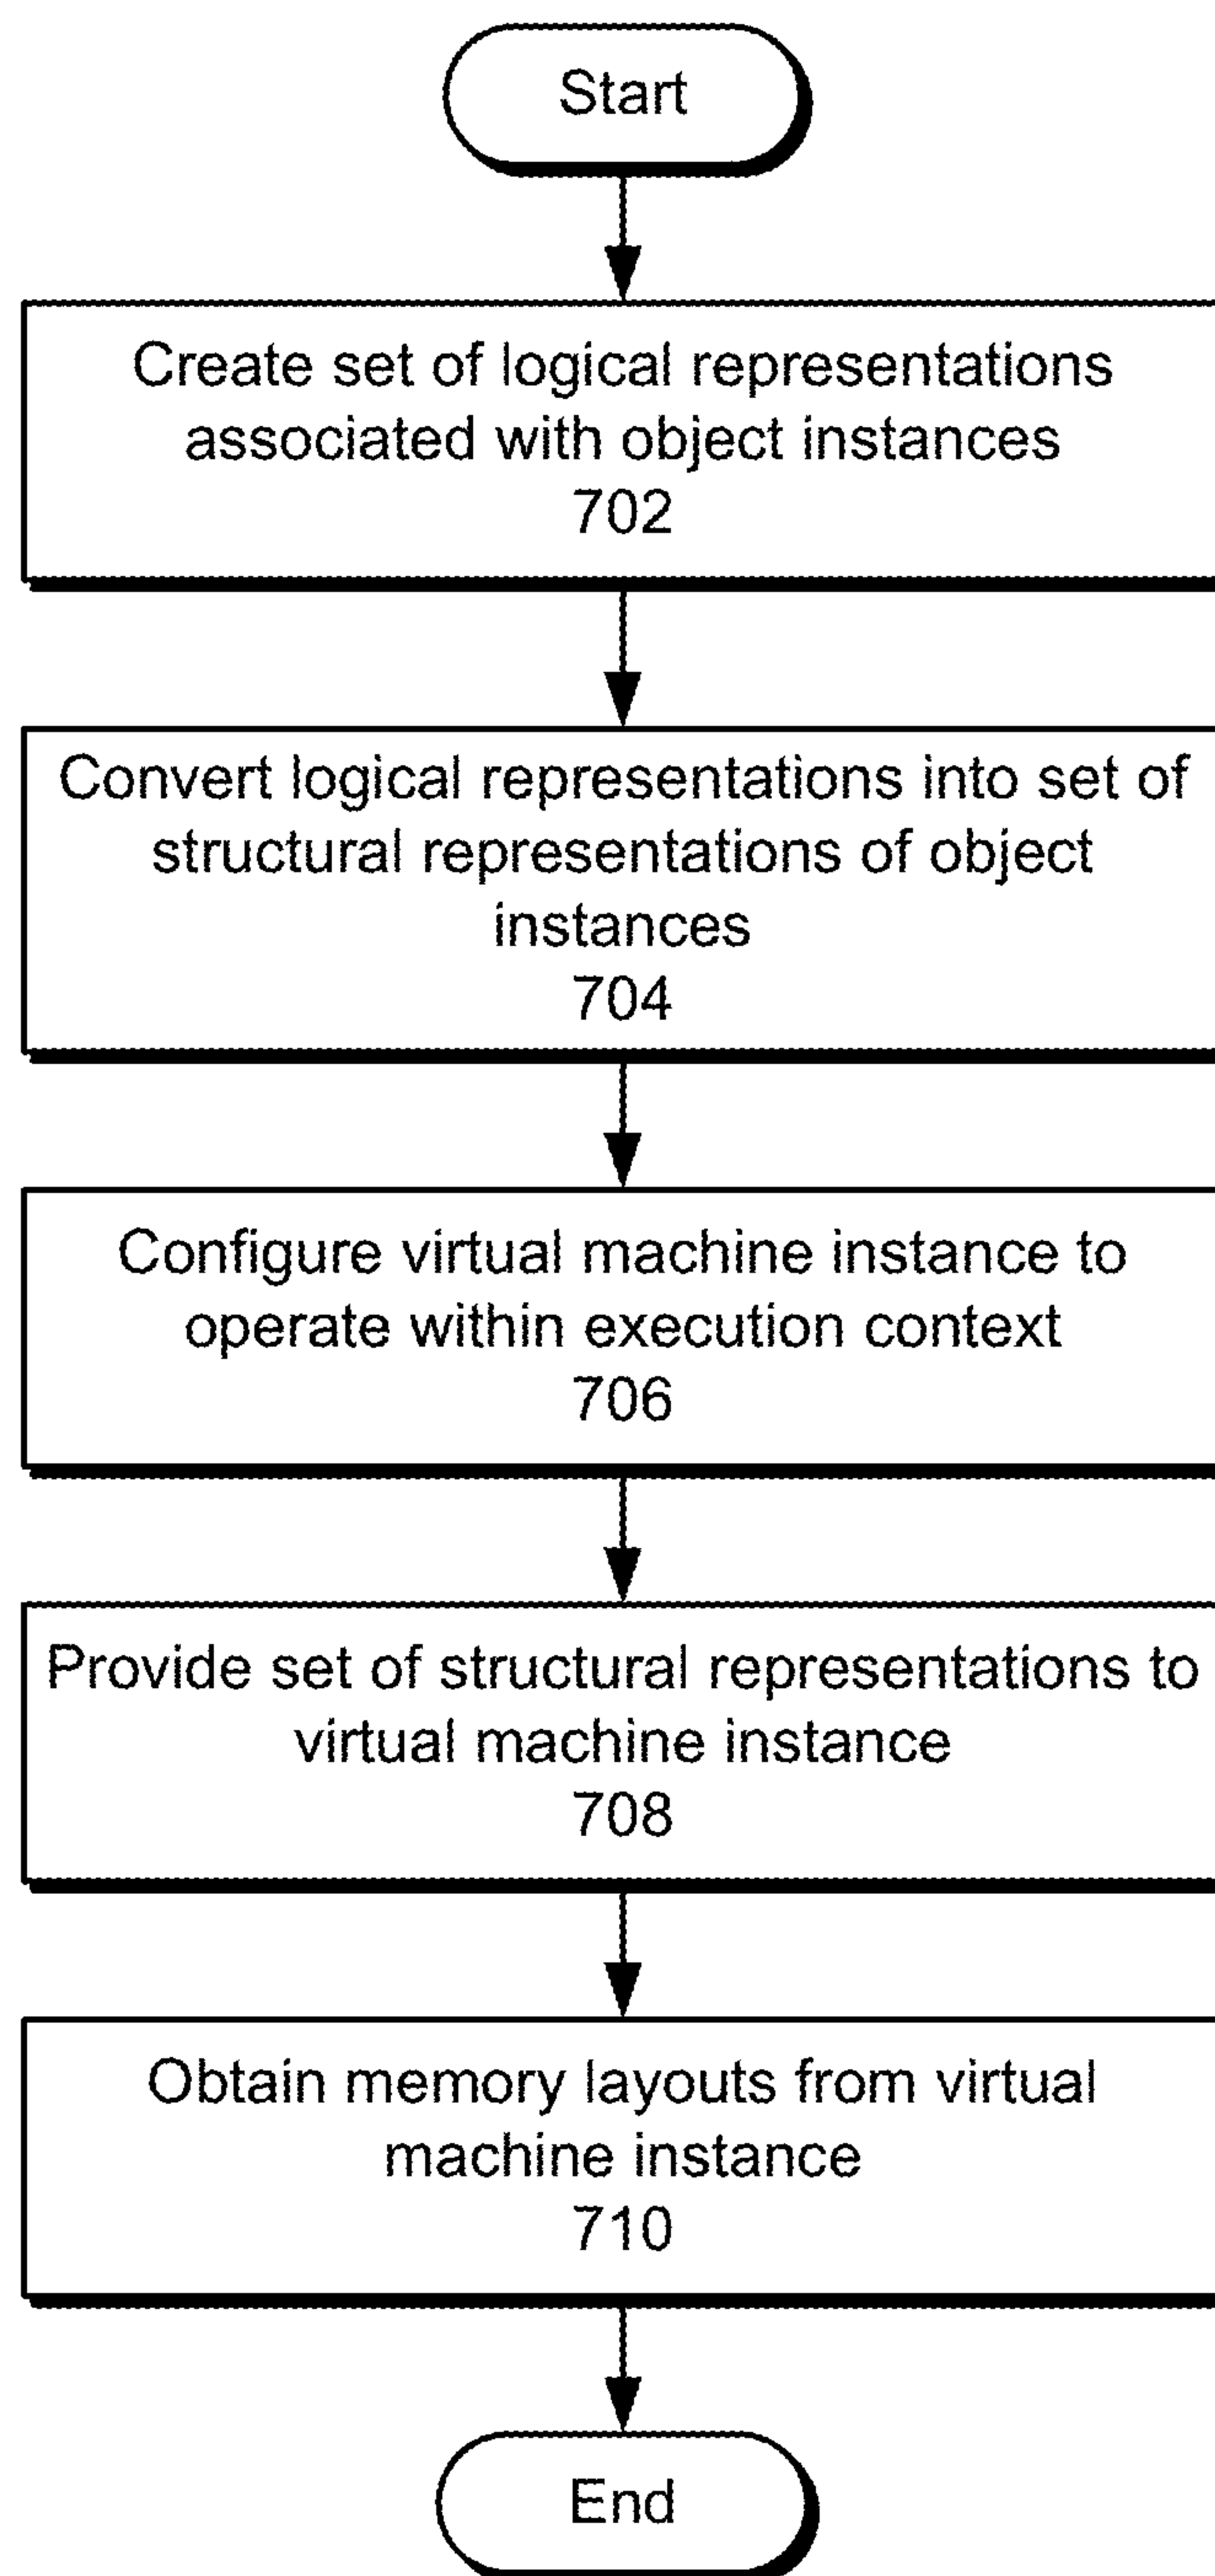 Start
Create set of logical representations
associated with object instances
702
Convert logical representations into set of
structural representations of object
instances
704
Configure virtual machine instance to
operate within execution context
706
Provide set of structural representations to
virtual machine instance
708
Obtain memory layouts from virtual
machine instance
710
End